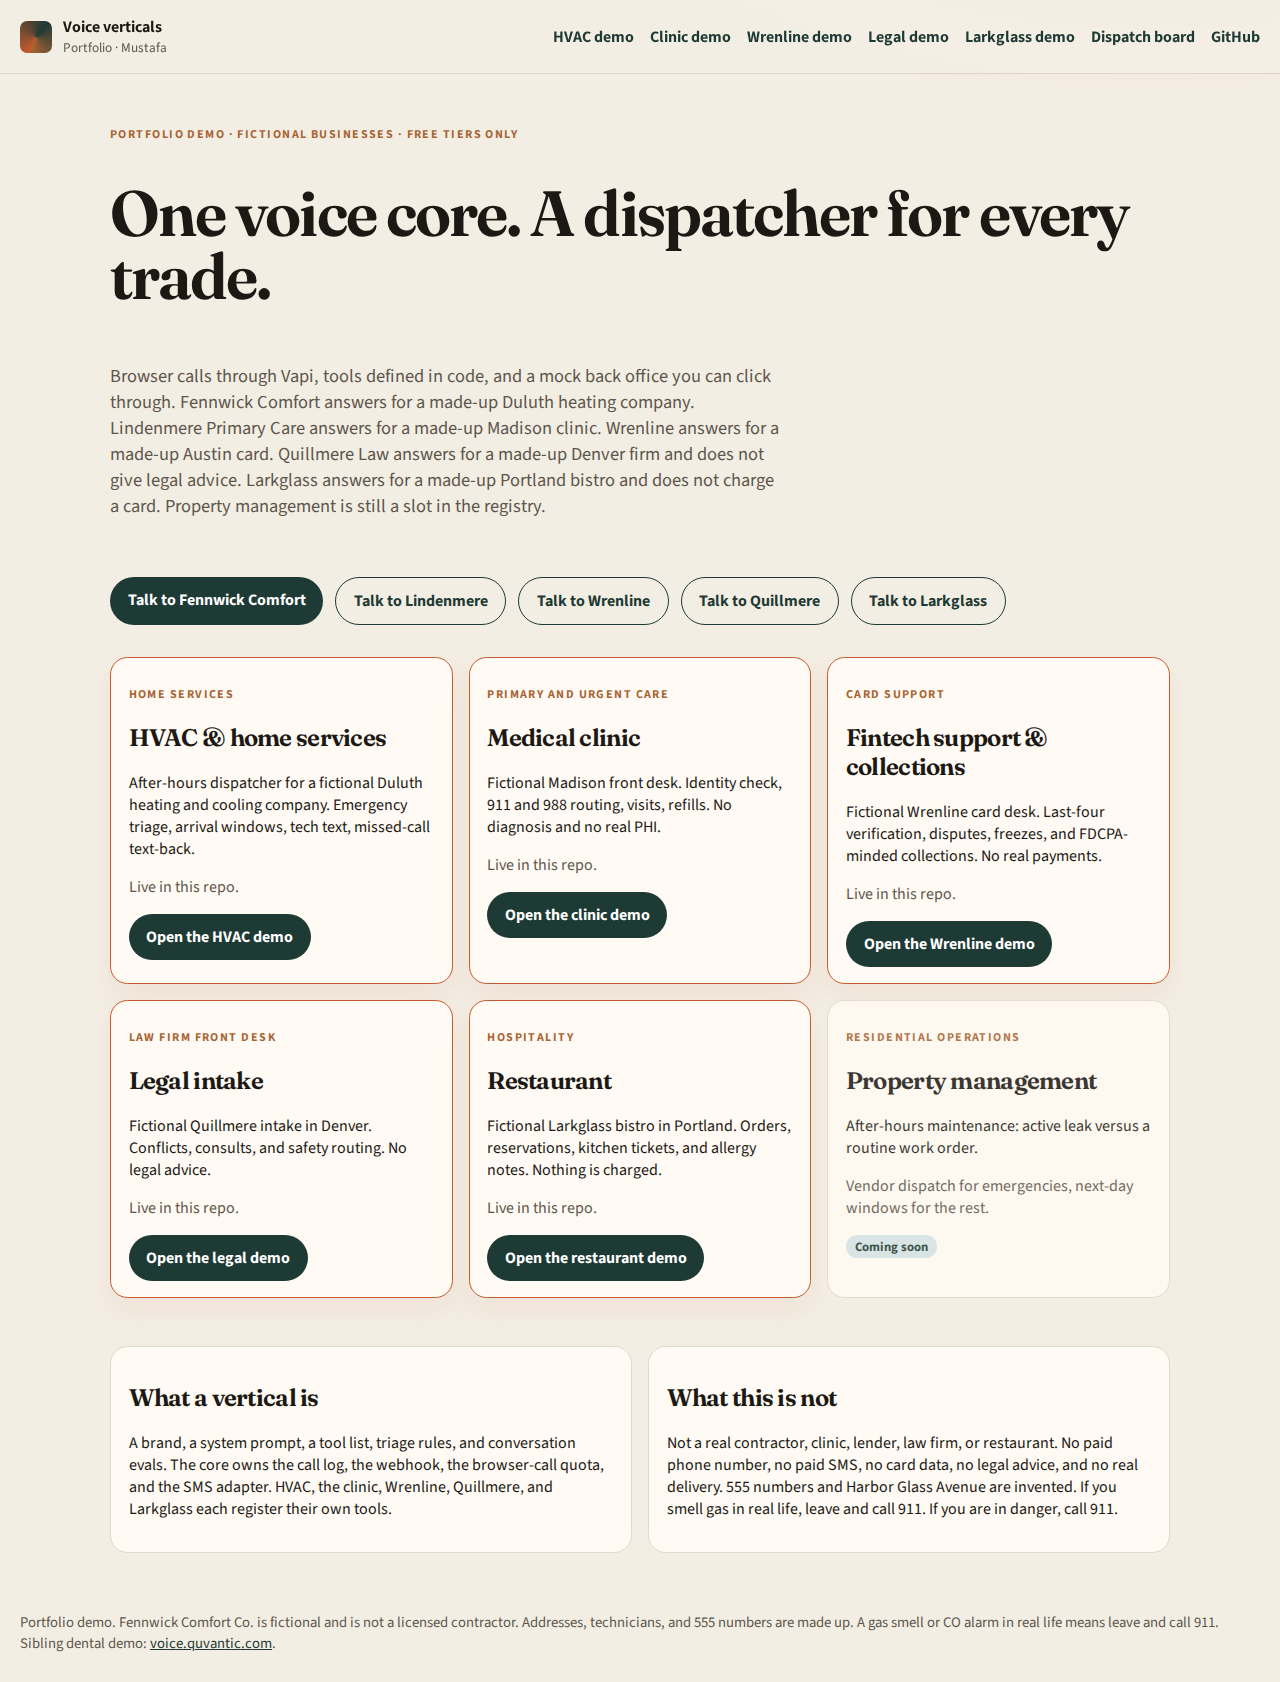 Voice verticals
Portfolio · Mustafa
HVAC demo
Clinic demo
Wrenline demo
Legal demo
Larkglass demo
Dispatch board
GitHub
PORTFOLIO DEMO · FICTIONAL BUSINESSES · FREE TIERS ONLY
One voice core. A dispatcher for every
trade.
Browser calls through Vapi, tools defined in code, and a mock back office you can click
through. Fennwick Comfort answers for a made-up Duluth heating company.
Lindenmere Primary Care answers for a made-up Madison clinic. Wrenline answers for a
made-up Austin card. Quillmere Law answers for a made-up Denver firm and does not
give legal advice. Larkglass answers for a made-up Portland bistro and does not charge
a card. Property management is still a slot in the registry.
Talk to Fennwick Comfort
Talk to Lindenmere
Talk to Wrenline
Talk to Quillmere
Talk to Larkglass
HOME SERVICES
HVAC & home services
After-hours dispatcher for a fictional Duluth
heating and cooling company. Emergency
triage, arrival windows, tech text, missed-call
text-back.
Live in this repo.
Open the HVAC demo
PRIMARY AND URGENT CARE
Medical clinic
Fictional Madison front desk. Identity check,
911 and 988 routing, visits, refills. No
diagnosis and no real PHI.
Live in this repo.
Open the clinic demo
CARD SUPPORT
Fintech support &
collections
Fictional Wrenline card desk. Last-four
verification, disputes, freezes, and FDCPA-
minded collections. No real payments.
Live in this repo.
Open the Wrenline demo
LAW FIRM FRONT DESK
Legal intake
Fictional Quillmere intake in Denver.
Conflicts, consults, and safety routing. No
legal advice.
Live in this repo.
Open the legal demo
HOSPITALITY
Restaurant
Fictional Larkglass bistro in Portland. Orders,
reservations, kitchen tickets, and allergy
notes. Nothing is charged.
Live in this repo.
Open the restaurant demo
RESIDENTIAL OPERATIONS
Property management
After-hours maintenance: active leak versus a
routine work order.
Vendor dispatch for emergencies, next-day
windows for the rest.
Coming soon
What a vertical is
A brand, a system prompt, a tool list, triage rules, and conversation
evals. The core owns the call log, the webhook, the browser-call quota,
and the SMS adapter. HVAC, the clinic, Wrenline, Quillmere, and
Larkglass each register their own tools.
What this is not
Not a real contractor, clinic, lender, law firm, or restaurant. No paid
phone number, no paid SMS, no card data, no legal advice, and no real
delivery. 555 numbers and Harbor Glass Avenue are invented. If you
smell gas in real life, leave and call 911. If you are in danger, call 911.
Portfolio demo. Fennwick Comfort Co. is fictional and is not a licensed contractor. Addresses, technicians, and 555 numbers are made up. A gas smell or CO alarm in real life means leave and call 911.
Sibling dental demo: voice.quvantic.com.